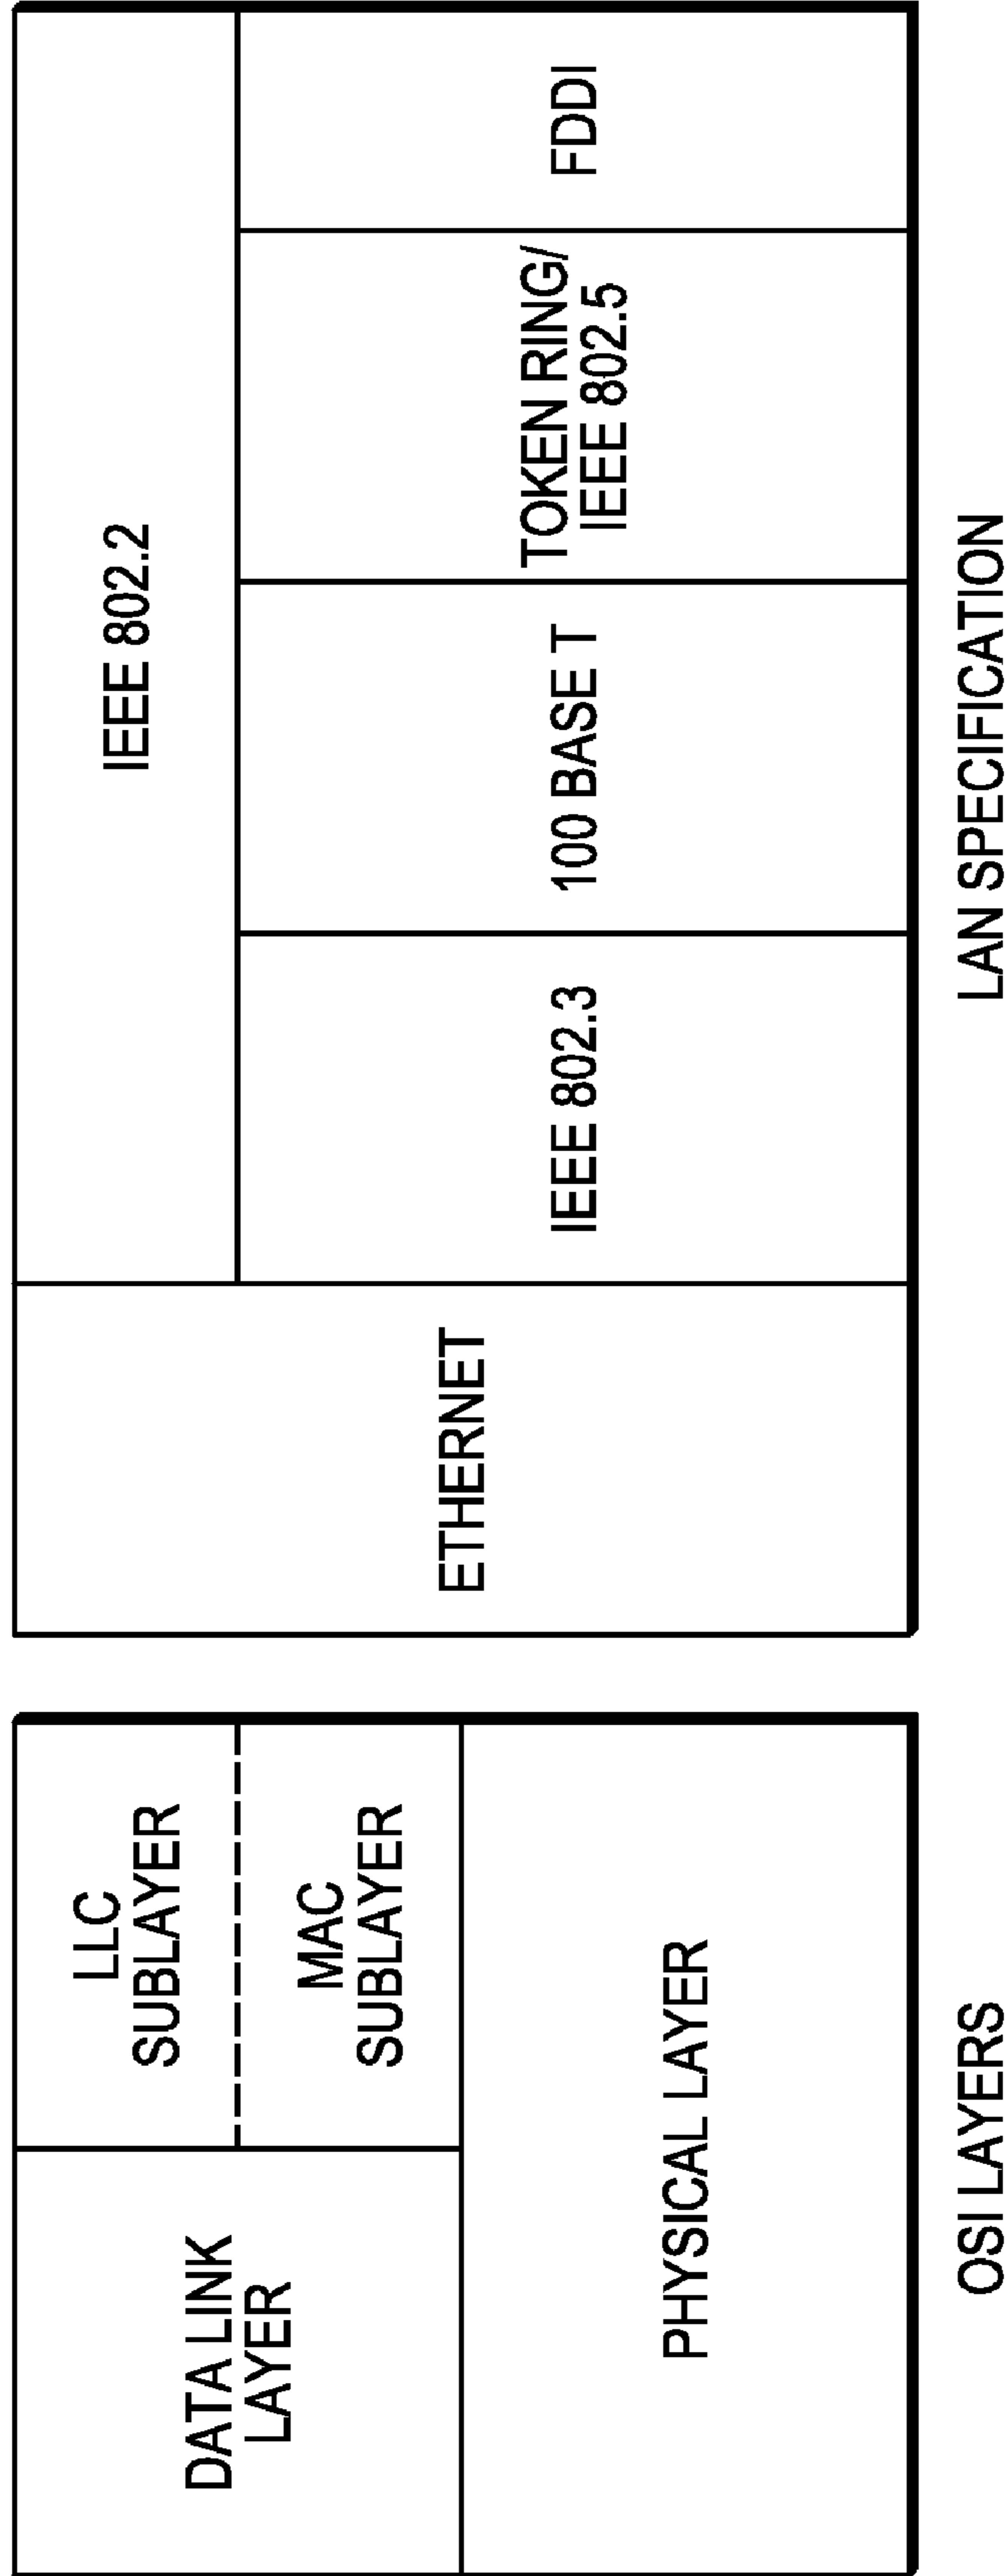 DATA LINK
LAYER
LLC
SUBLAYER
MAC
SUBLAYER
PHYSICAL LAYER
OSI LAYERS
ETHERNET
IEEE 802.2
IEEE 802.3
100 BASE T
TOKEN RING/
IEEE 802.5
FDDI
LAN SPECIFICATION